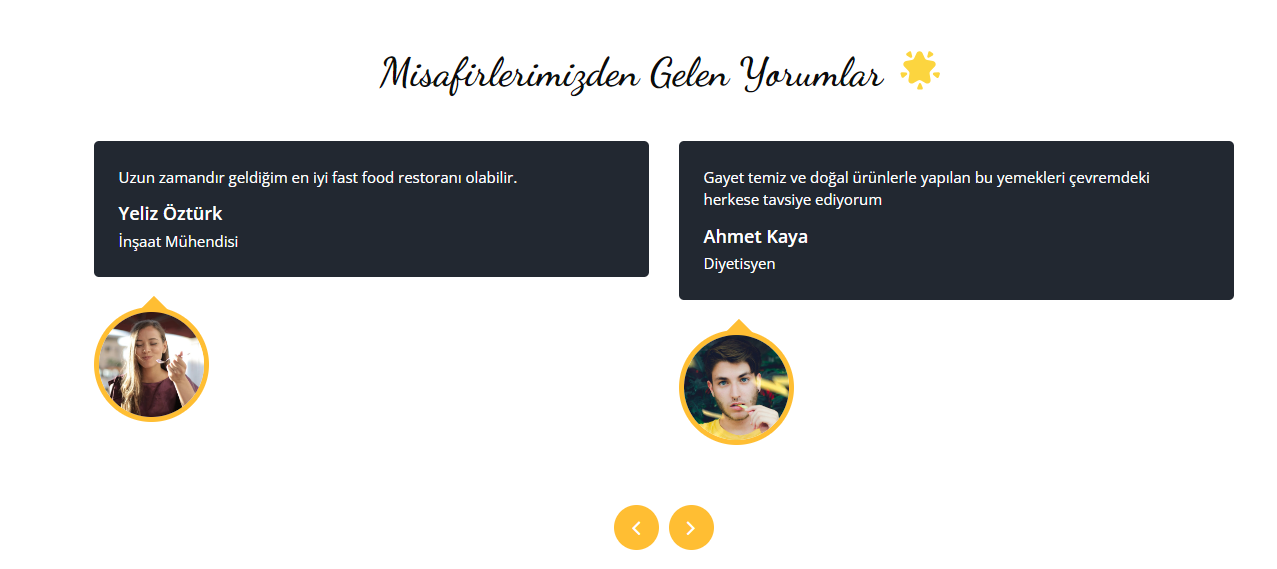 Misafirlerimizden Gelen Yorumlar 🌟
Uzun zamandır geldiğim en iyi fast food restoranı olabilir.
Yeliz Öztürk
İnşaat Mühendisi
Gayet temiz ve doğal ürünlerle yapılan bu yemekleri çevremdeki
herkese tavsiye ediyorum
Ahmet Kaya
Diyetisyen